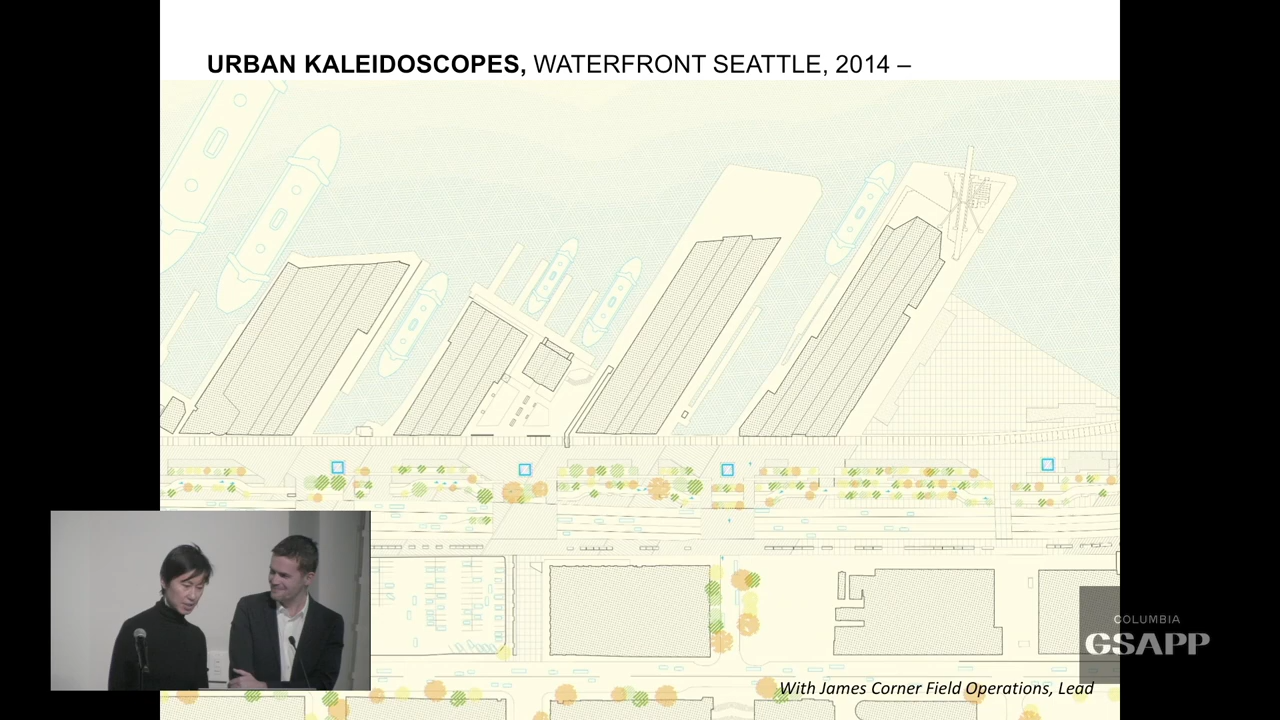 URBAN KALEIDOSCOPES, WATERFRONT SEATTLE, 2014 –
COLUMBIA
GSAPP
With James Corner Field Operations, Lead